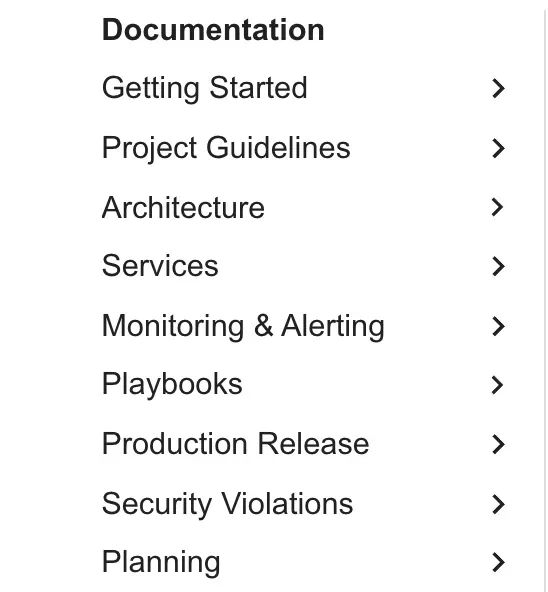 Documentation
Getting Started
Project Guidelines
Architecture
Services
Monitoring & Alerting
Playbooks
Production Release
Security Violations
Planning